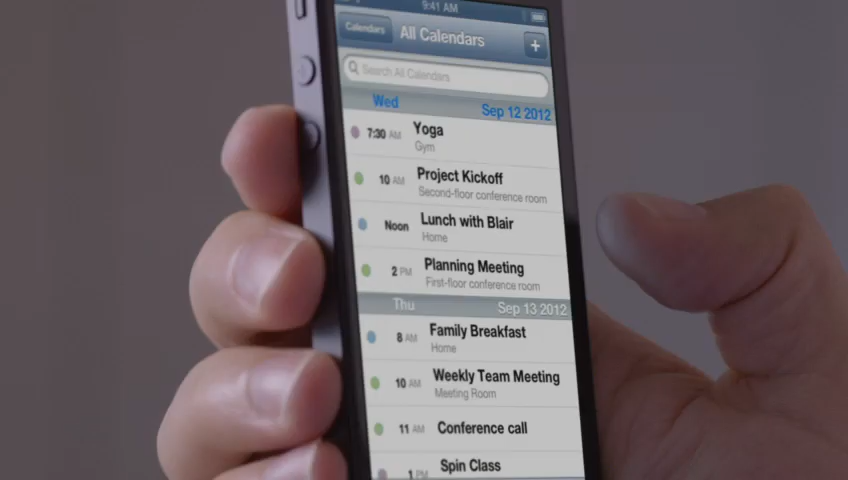 9:41 AM
Calendars
All Calendars
+
Search All Calendars
Wed Sep 12 2012
7:30 AM Yoga
Gym
10 AM Project Kickoff
Second-floor conference room
Noon Lunch with Blair
Home
2 PM Planning Meeting
First-floor conference room
Thu Sep 13 2012
8 AM Family Breakfast
Home
10 AM Weekly Team Meeting
Meeting Room
11 AM Conference call
1 PM Spin Class